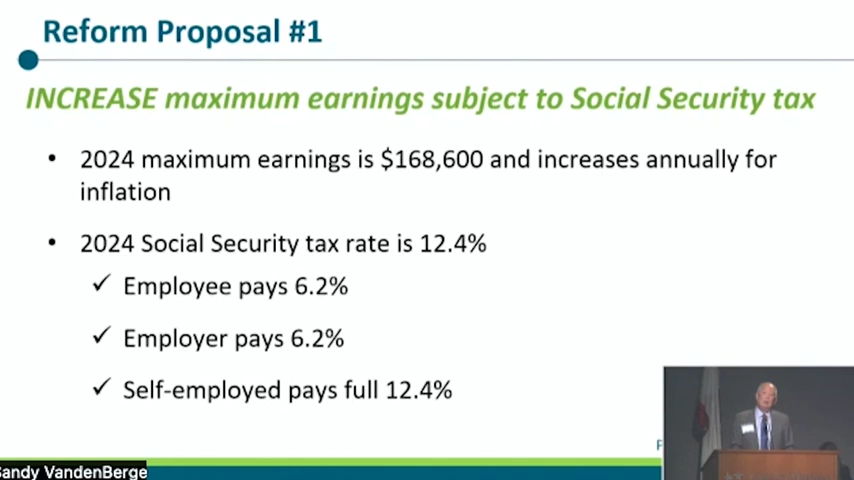 Reform Proposal #1
INCREASE maximum earnings subject to Social Security tax
• 2024 maximum earnings is $168,600 and increases annually for
inflation
• 2024 Social Security tax rate is 12.4%
✓ Employee pays 6.2%
✓ Employer pays 6.2%
✓ Self-employed pays full 12.4%
Sandy VandenBerge